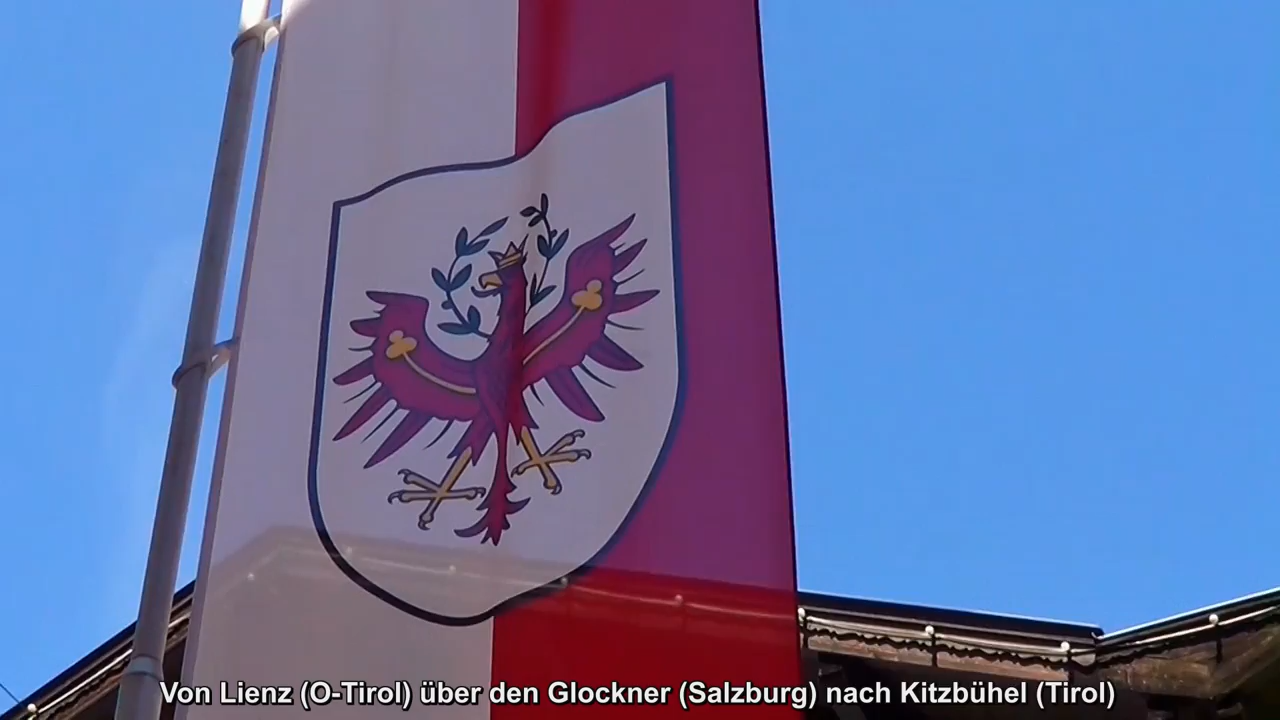 Von Lienz (O-Tirol) über den Glockner (Salzburg) nach Kitzbühel (Tirol)